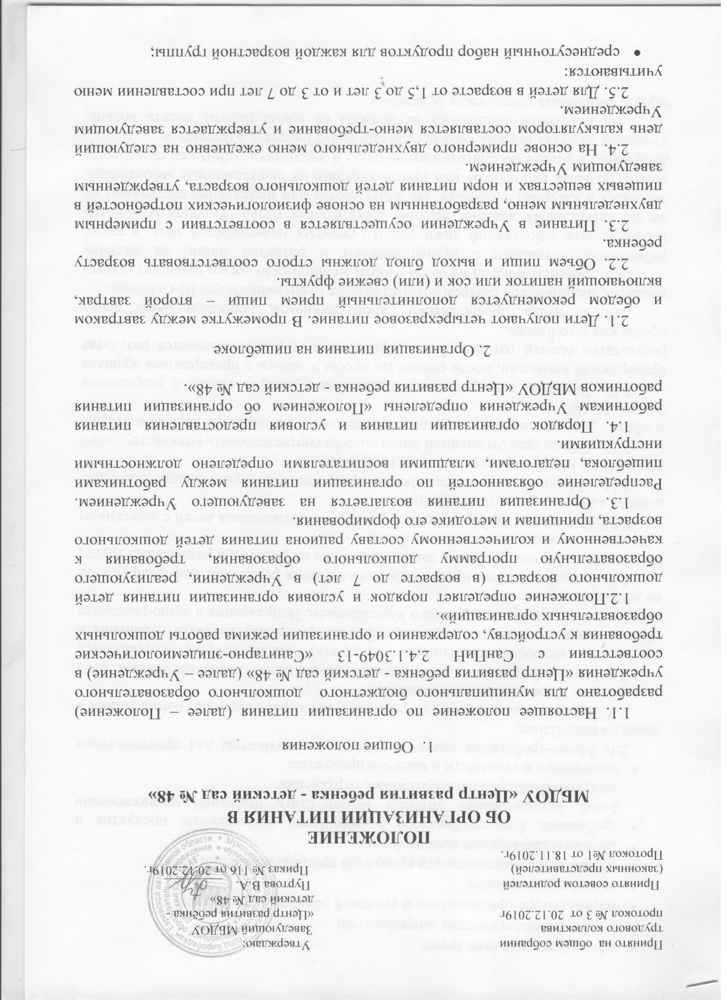 Принято на общем собрании
трудового коллектива
протокол № 3 от 20.12.2019г
Принято советом родителей
(законных представителей)
Протокол №1 от 18.11.2019г.
Утверждаю:
Заведующий МБДОУ
«Центр развития ребёнка -
детский сад № 48»
Пуртова В.А.
Приказ № 116 от 20.12.2019г.
ПОЛОЖЕНИЕ
ОБ ОРГАНИЗАЦИИ ПИТАНИЯ В
МБДОУ «Центр развития ребенка - детский сад № 48»
1. Общие положения
1.1. Настоящее положение по организации питания (далее – Положение)
разработано для муниципального бюджетного дошкольного образовательного
учреждения «Центр развития ребенка - детский сад № 48» (далее – Учреждение) в
соответствии с СанПиН 2.4.1.3049-13 «Санитарно-эпидемиологические
требования к устройству, содержанию и организации режима работы дошкольных
образовательных организаций».
1.2.Положение определяет порядок и условия организации питания детей
дошкольного возраста (в возрасте до 7 лет) в Учреждении реализующего
образовательную программу дошкольного образования, требования к
качественному и количественному составу рациона питания детей дошкольного
возраста, принципам и методике его формирования.
1.3. Организация питания возлагается на заведующего Учреждением.
Распределение обязанностей по организации питания между работниками
пищеблока, педагогами, младшими воспитателями определено должностными
инструкциями.
1.4 Порядок организации питания и условия предоставления питания
работникам Учреждения определены «Положением об организации питания
работников МБДОУ «Центр развития ребенка - детский сад № 48».
2. Организация питания на пищеблоке
2.1. Дети получают четырехразовое питание. В промежутке между завтраком
и обедом рекомендуется дополнительный прием пищи – второй завтрак,
включающий напиток или сок и (или) свежие фрукты.
2.2. Объем пищи и выход блюд должны строго соответствовать возрасту
ребенка.
2.3. Питание в Учреждении осуществляется в соответствии с примерным
двухнедельным меню, разработанным на основе физиологических потребностей в
пищевых веществах и норм питания детей дошкольного возраста, утвержденным
заведующим Учреждением.
2.4. На основе примерного двухнедельного меню ежедневно на следующий
день калькулятором составляется меню-требование и утверждается заведующим
Учреждением.
2.5. Для детей в возрасте от 1,5 до 3 лет и от 3 до 7 лет при составлении меню
учитываются:
• среднесуточный набор продуктов для каждой возрастной группы;